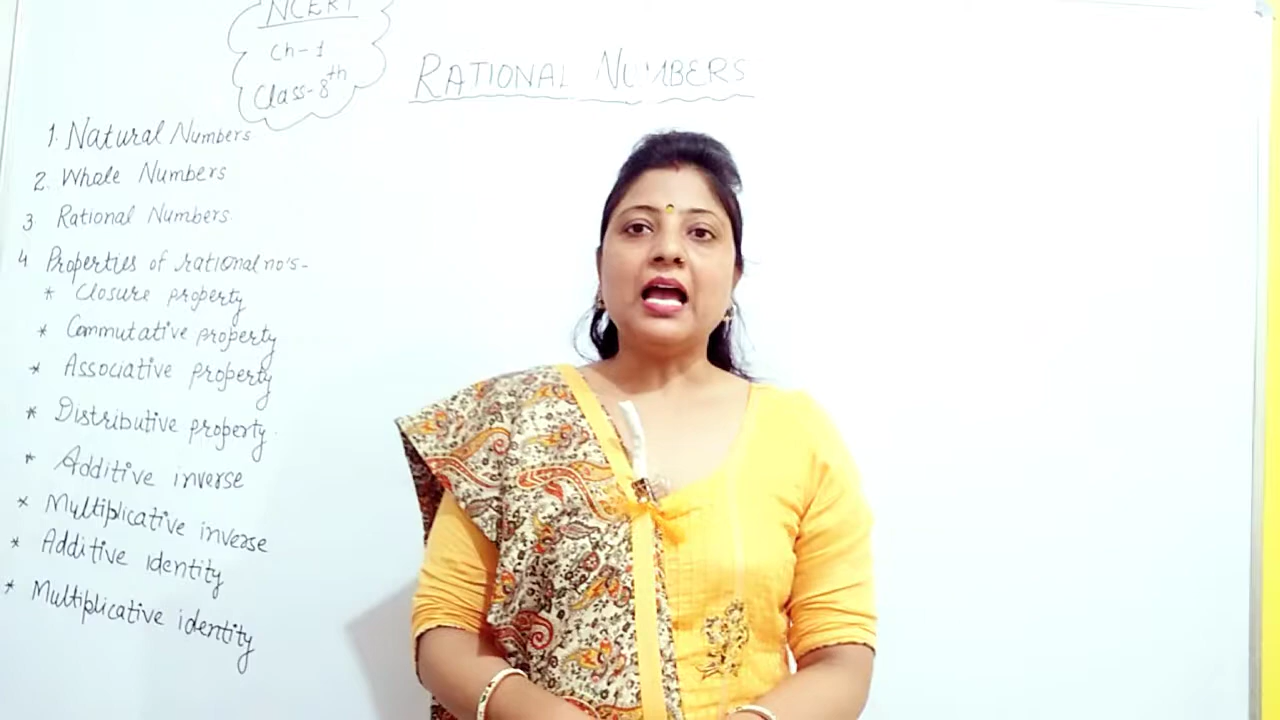 NCERT
Ch-1
Class-8th
RATIONAL NUMBERS
1. Natural Numbers
2. Whole Numbers
3 Rational Numbers.
4 Properties of rational no's-
* Closure property
* Commutative property
* Associative property
* Distributive property.
* Additive inverse
* Multiplicative inverse
* Additive identity
* Multiplicative identity